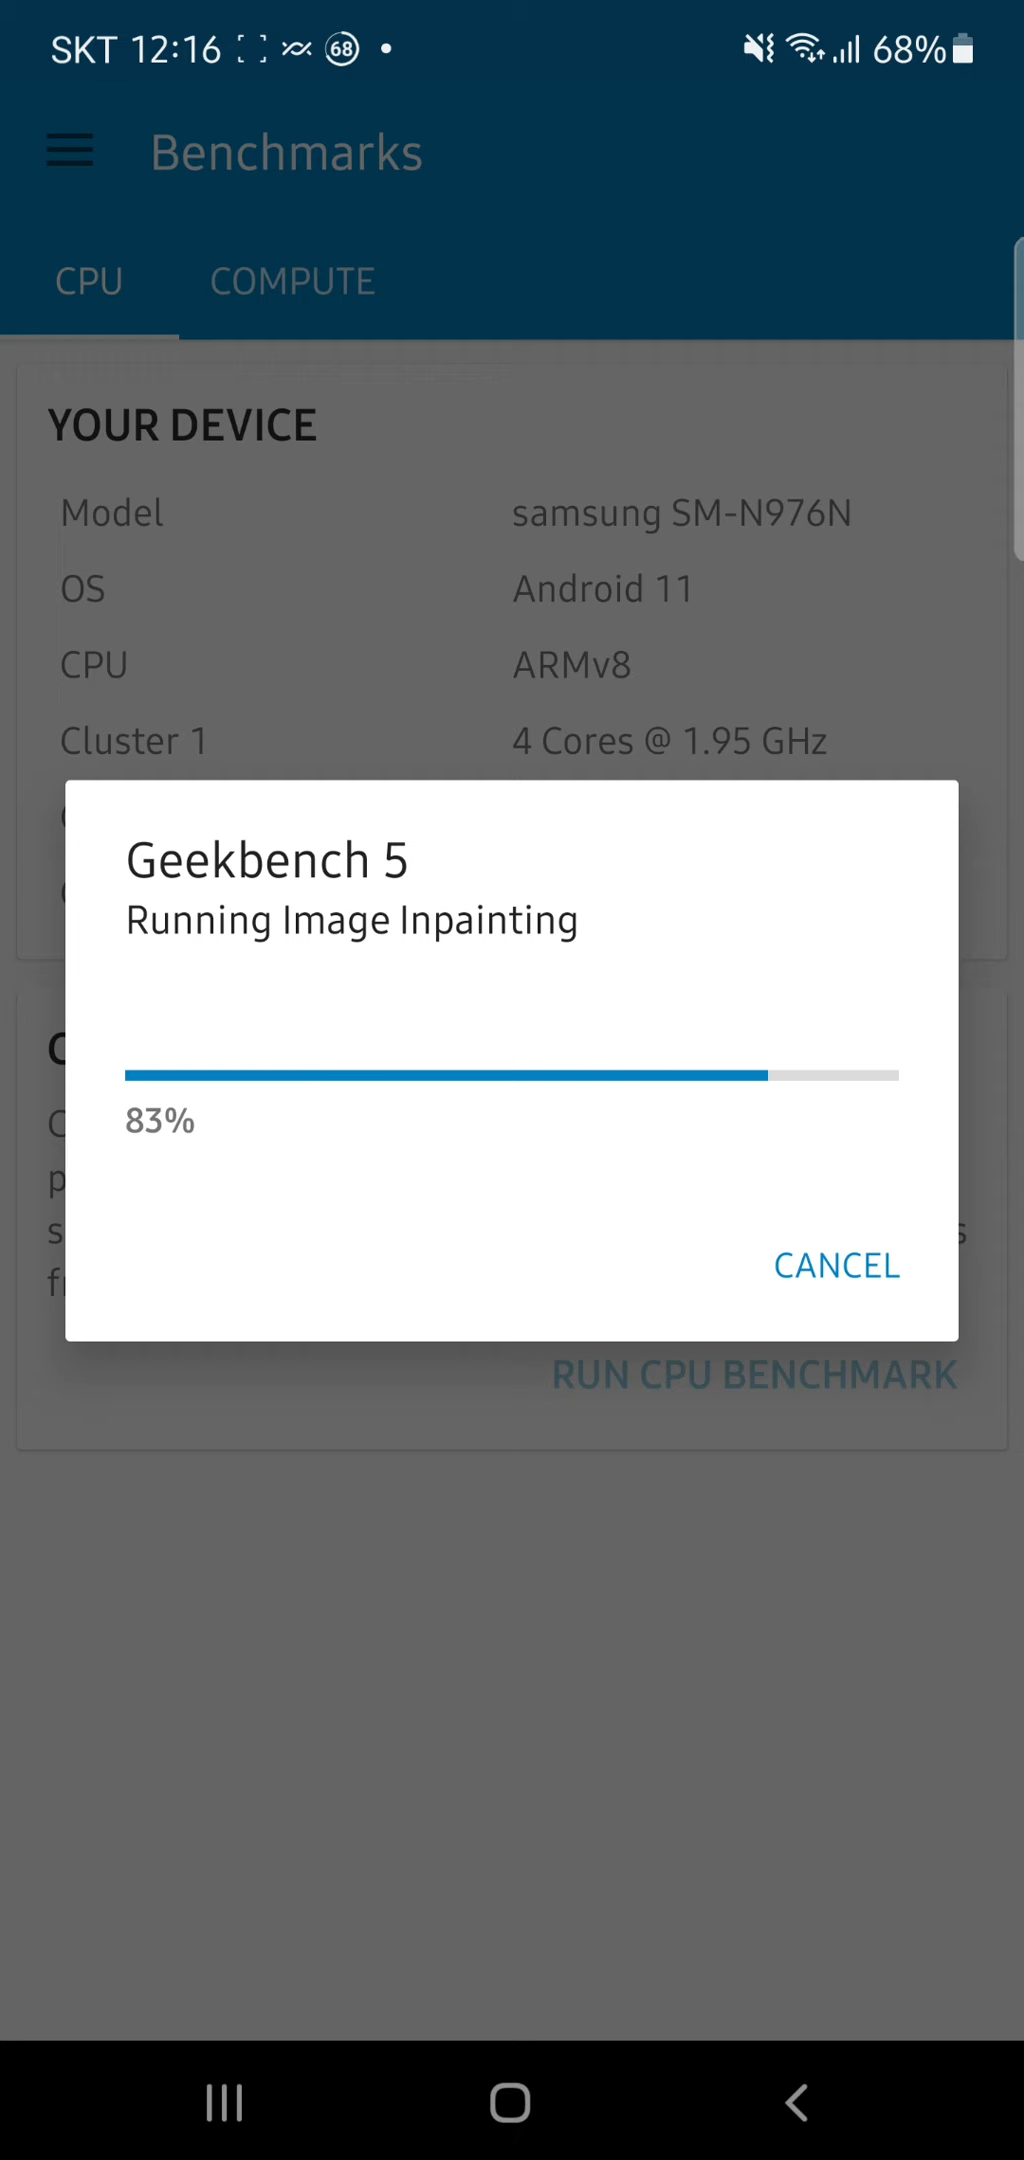 SKT 12:16 68 68%
Benchmarks
CPU COMPUTE
YOUR DEVICE
Model samsung SM-N976N
OS Android 11
CPU ARMv8
Cluster 1 4 Cores @ 1.95 GHz
Geekbench 5
Running Image Inpainting
83%
CANCEL
RUN CPU BENCHMARK